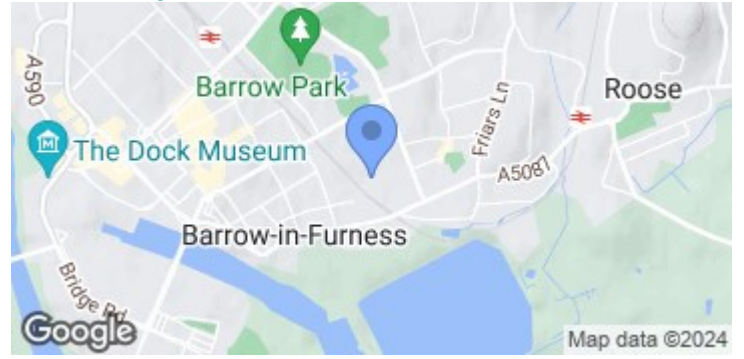 A590
Barrow Park
Roose
Friars Ln
The Dock Museum
A5087
Barrow-in-Furness
Bridge Rd
Google
Map data ©2024